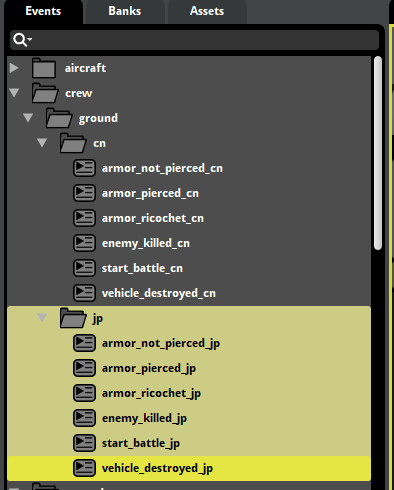 Events Banks Assets
aircraft
crew
ground
cn
armor_not_pierced_cn
armor_pierced_cn
armor_ricochet_cn
enemy_killed_cn
start_battle_cn
vehicle_destroyed_cn
jp
armor_not_pierced_jp
armor_pierced_jp
armor_ricochet_jp
enemy_killed_jp
start_battle_jp
vehicle_destroyed_jp